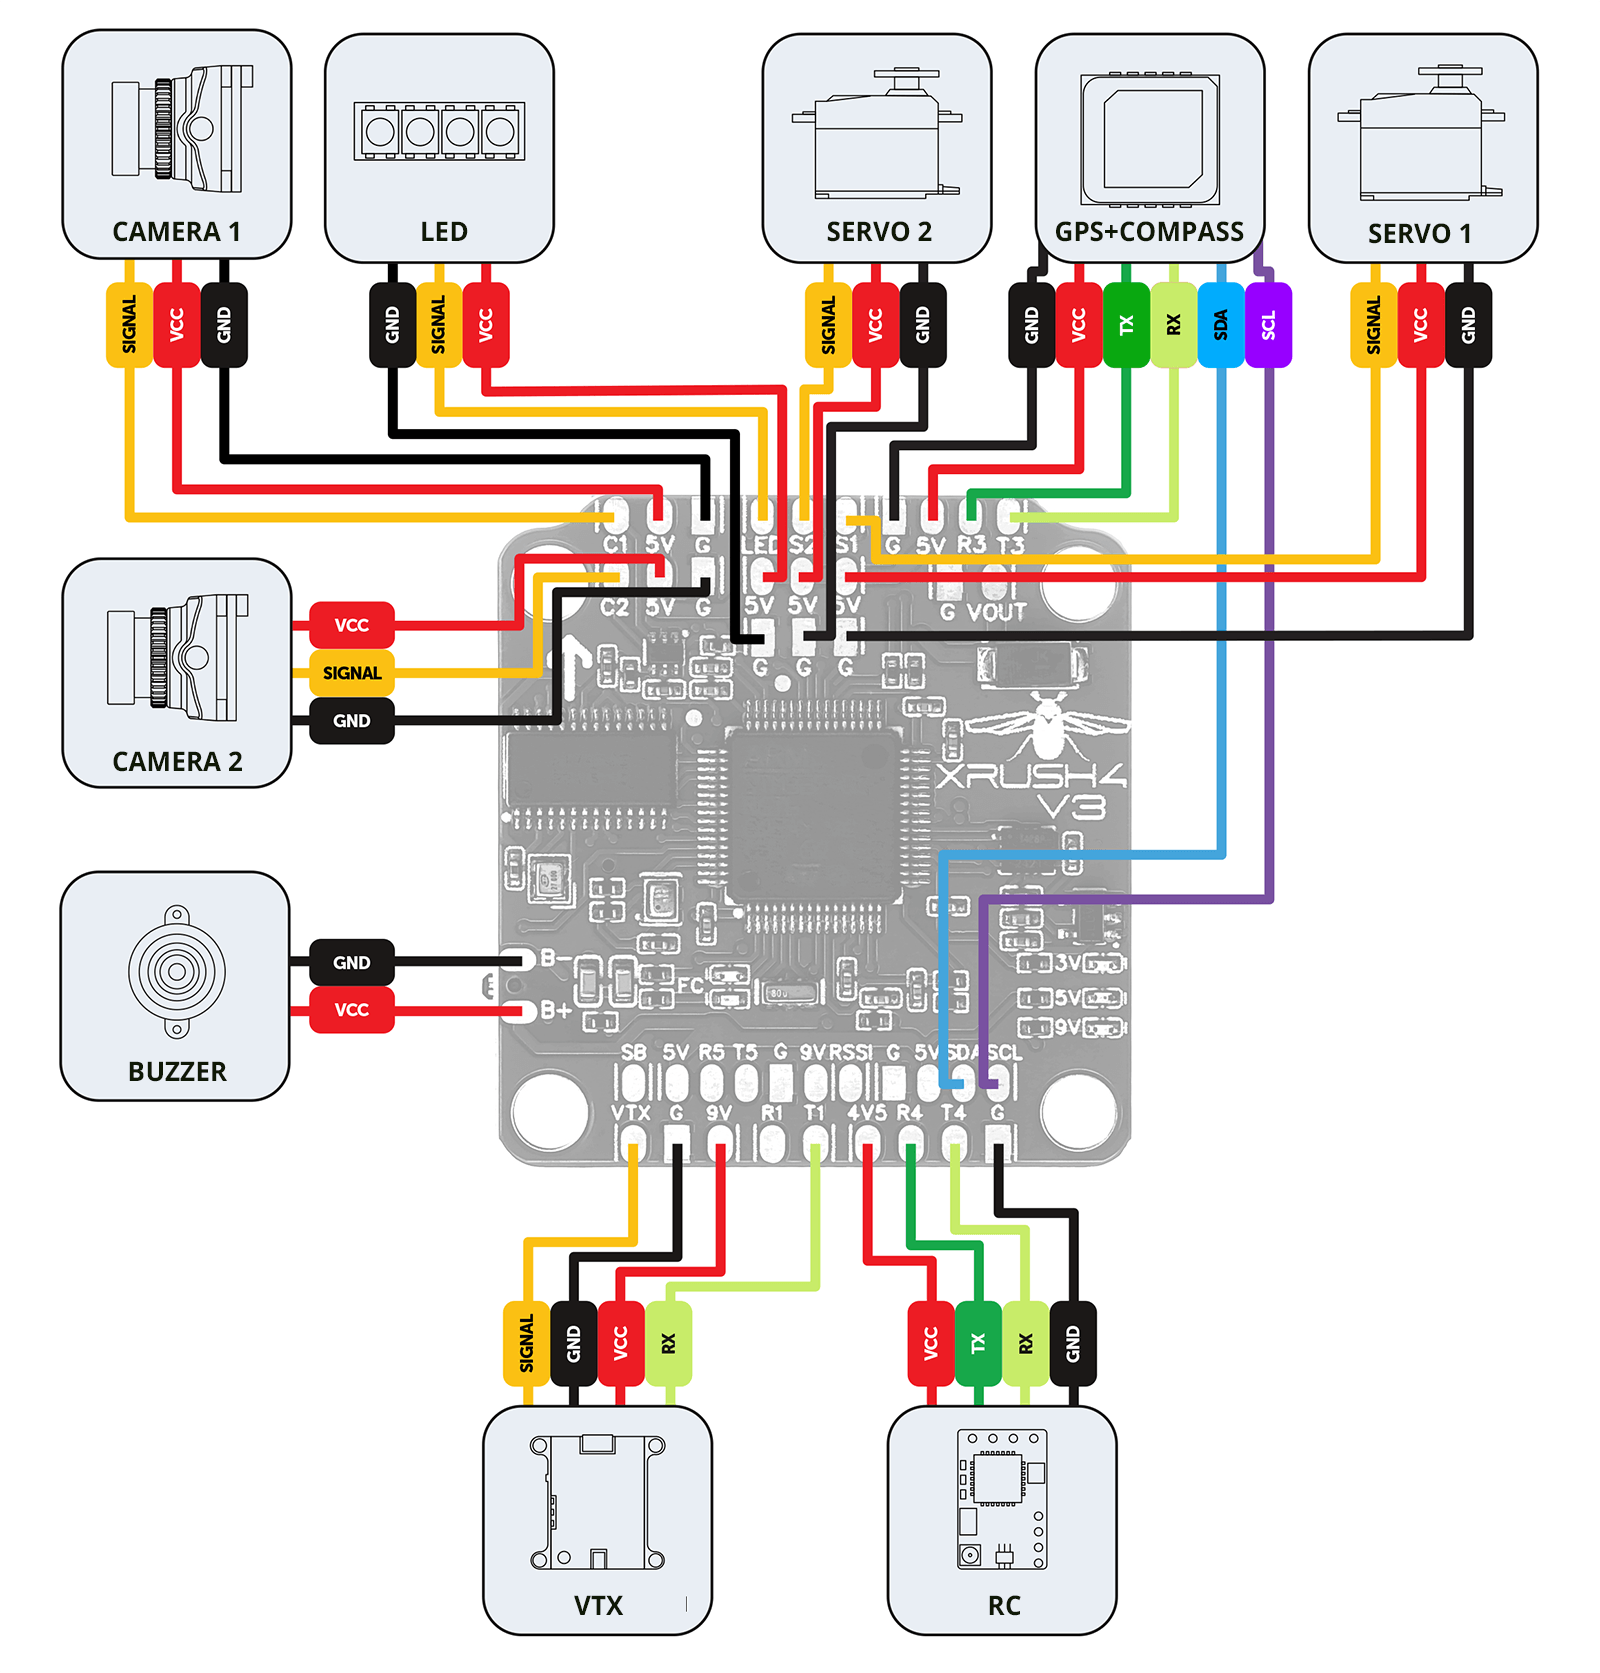 CAMERA 1
LED
SERVO 2
GPS+COMPASS
SERVO 1
SIGNAL VCC GND
GND SIGNAL VCC
SIGNAL VCC GND
GND VCC TX RX SDA SCL
SIGNAL VCC GND
C1 5V G LED S2 S1 G 5V R3 T3
C2 5V G 5V 5V 5V G VOUT
G G G
VCC
SIGNAL
GND
CAMERA 2
XRUSH4
V3
GND
VCC
BUZZER
B-
B+
FC
80u
3V
5V
9V
SB 5V R5 T5 G 9V RSSI G 5V SDA SCL
VTX G 9V R1 T1 4V5 R4 T4 G
SIGNAL GND VCC RX
VCC TX RX GND
VTX
RC